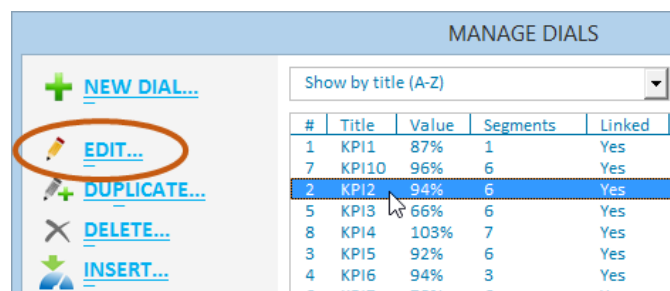 MANAGE DIALS
NEW DIAL...
EDIT...
DUPLICATE...
DELETE...
INSERT...
Show by title (A-Z)
# Title Value Segments Linked
1 KPI1 87% 1 Yes
7 KPI10 96% 6 Yes
2 KPI2 94% 6 Yes
5 KPI3 66% 6 Yes
8 KPI4 103% 7 Yes
3 KPI5 92% 6 Yes
4 KPI6 94% 3 Yes